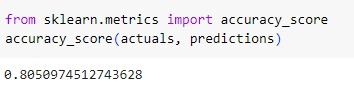 from sklearn.metrics import accuracy_score
accuracy_score(actuals, predictions)
0.8050974512743628